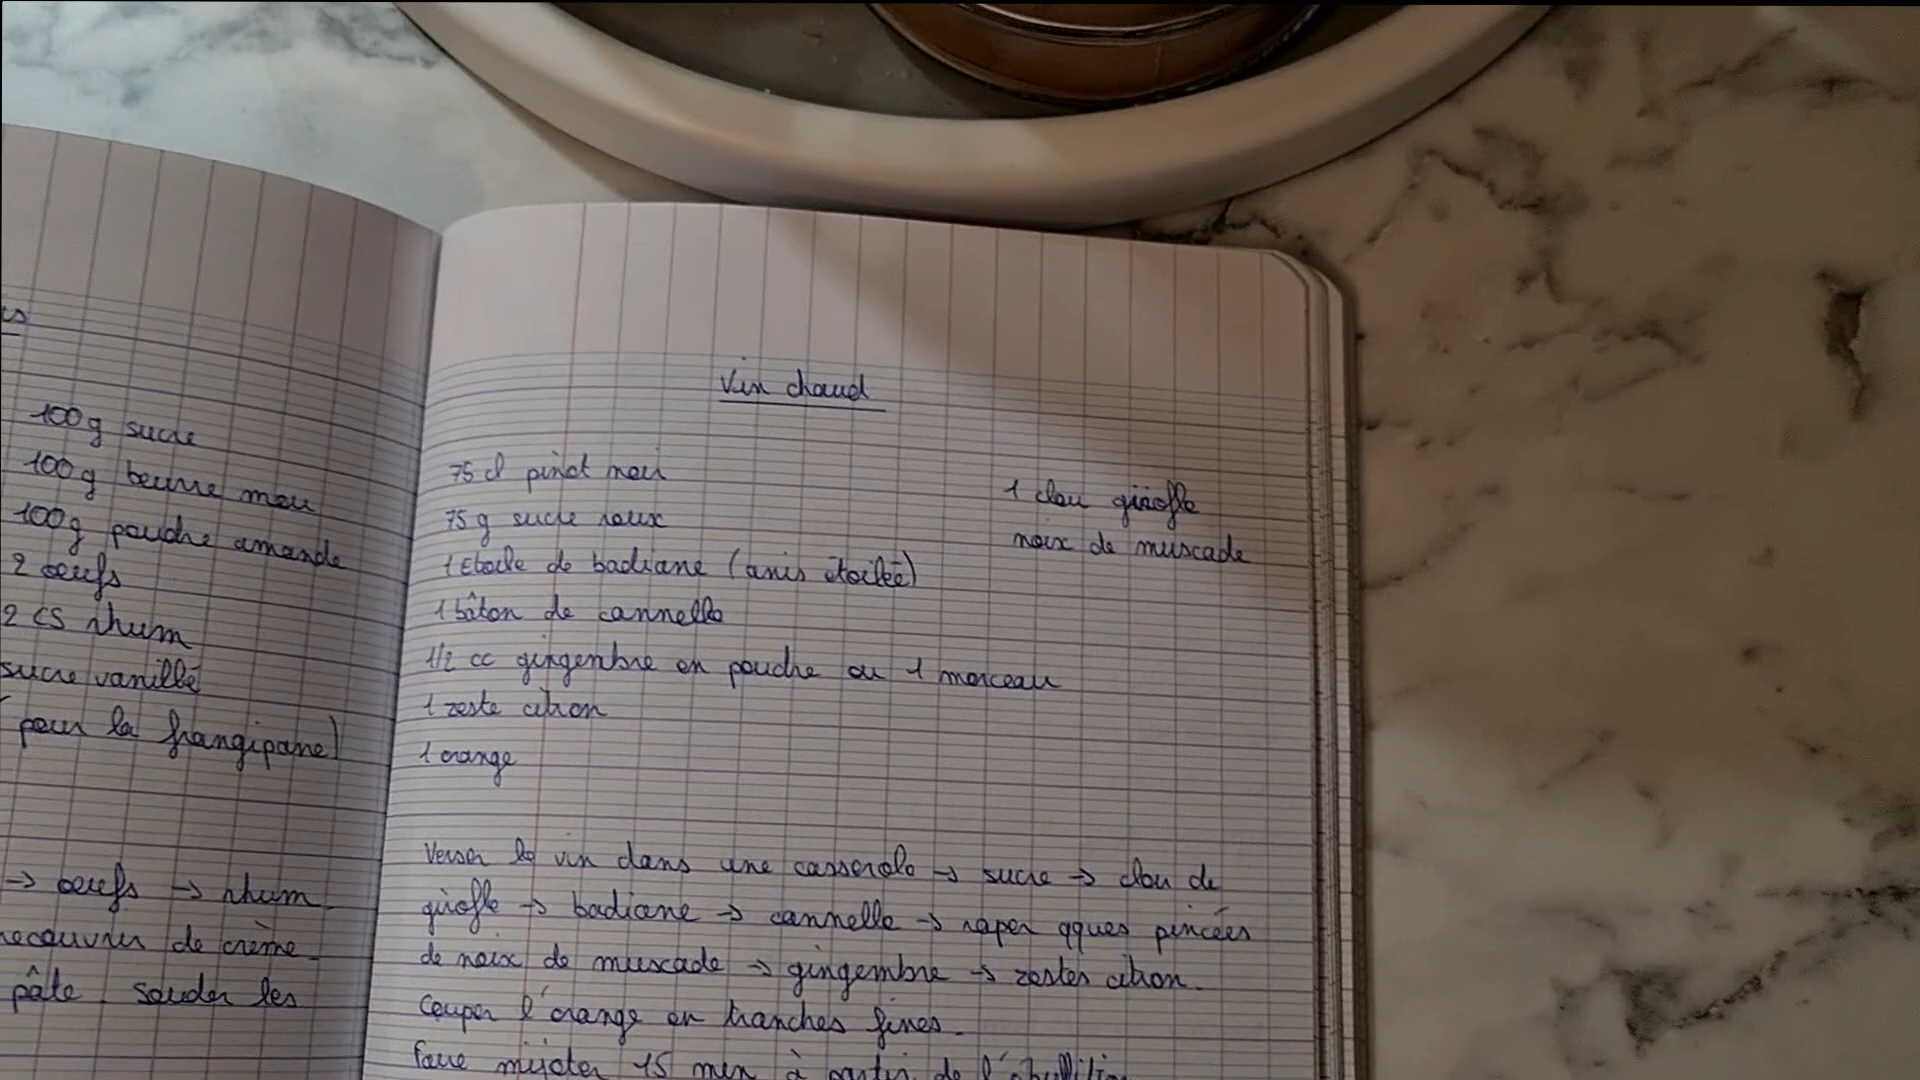 100g sucre
100g beurre mou
100g poudre amande
2 oeufs
2 CS rhum
sucre vanillé
pour la frangipane)
-> oeufs -> rhum.
recouvrir de crème.
pâte. souder les
Vin chaud
75 cl pinot noir
75 g sucre roux
1 Etoile de badiane (anis étoilée)
1 bâton de cannelle
1/2 cc gingembre en poudre ou 1 morceau
1 zeste citron
1 orange
1 clou girofle
noix de muscade
Verser le vin dans une casserole -> sucre -> clou de
girofle -> badiane -> cannelle -> raper qques pincées
de noix de muscade -> gingembre -> zestes citron.
Couper l'orange en tranches fines.
Faire mijoter 15 min à partir de l'ébullition